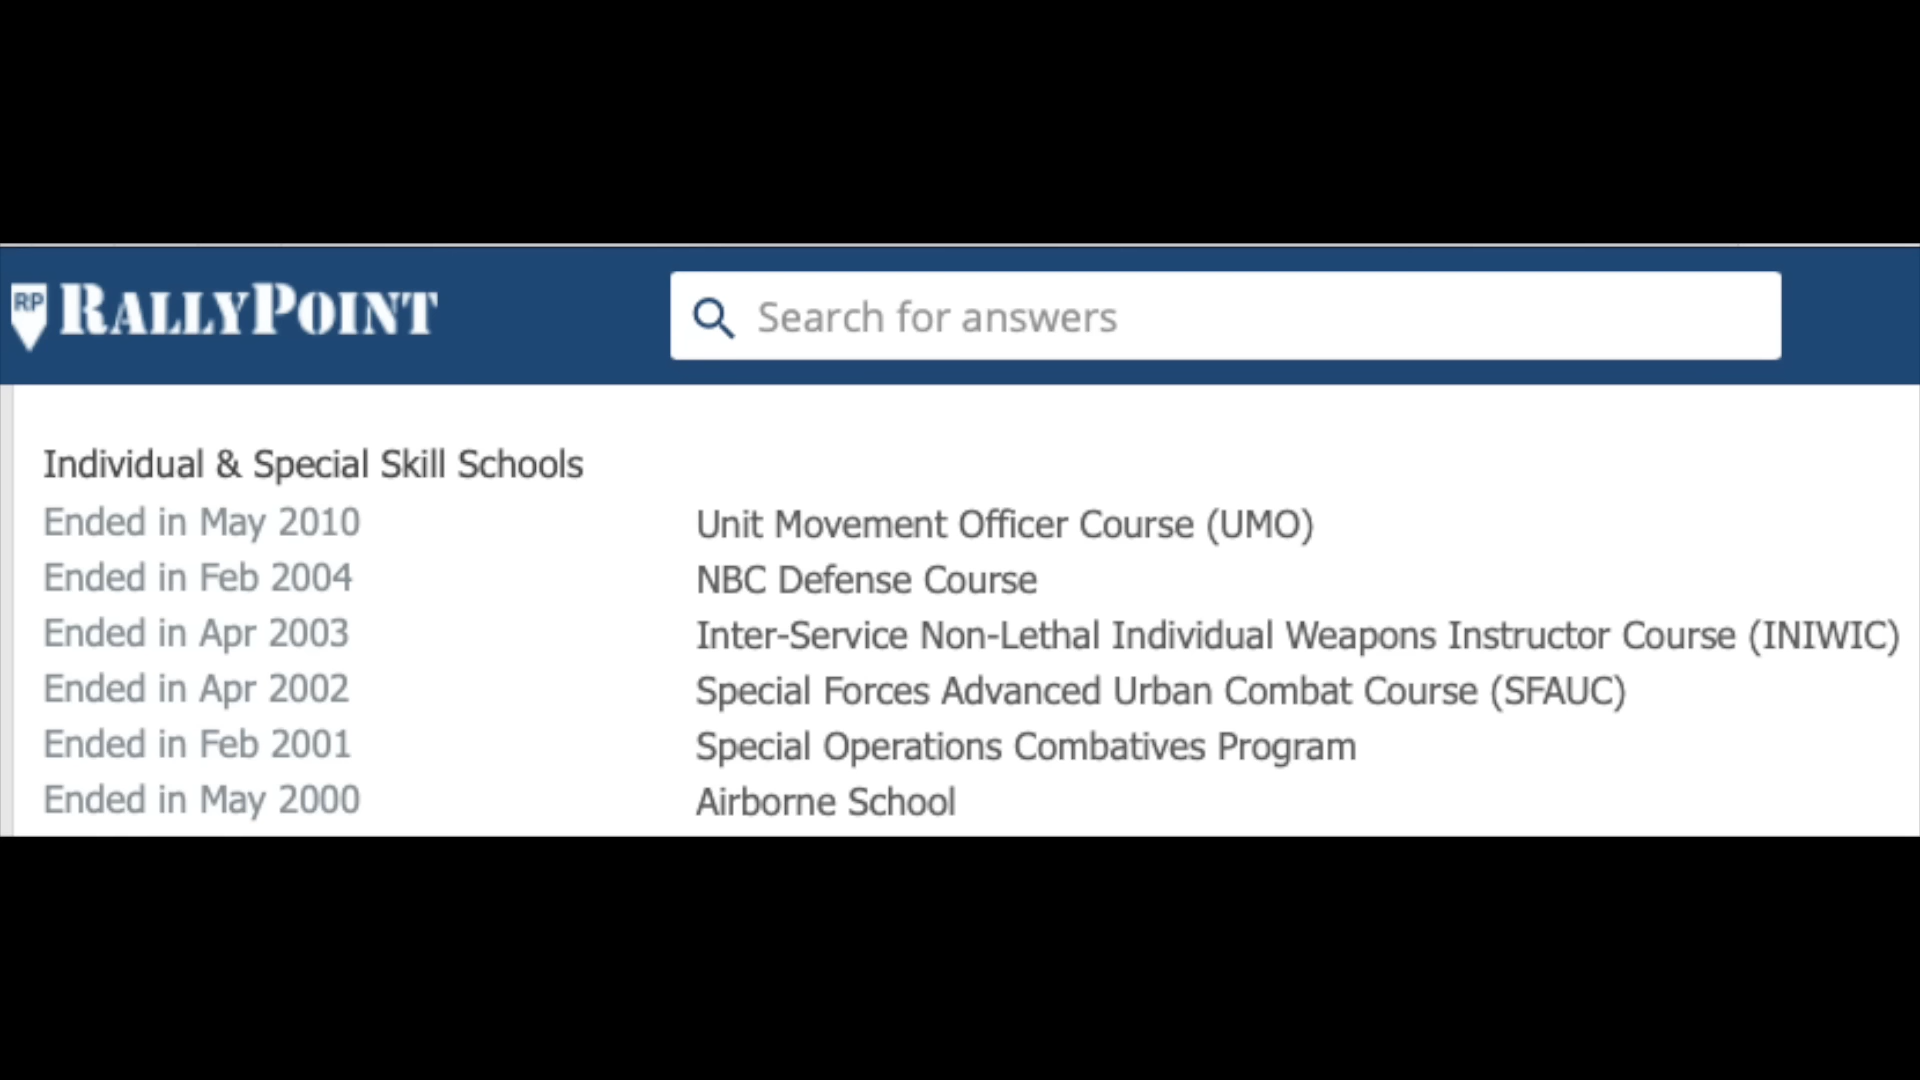 RP RALLYPOINT
Search for answers
Individual & Special Skill Schools
Ended in May 2010 Unit Movement Officer Course (UMO)
Ended in Feb 2004 NBC Defense Course
Ended in Apr 2003 Inter-Service Non-Lethal Individual Weapons Instructor Course (INIWIC)
Ended in Apr 2002 Special Forces Advanced Urban Combat Course (SFAUC)
Ended in Feb 2001 Special Operations Combatives Program
Ended in May 2000 Airborne School